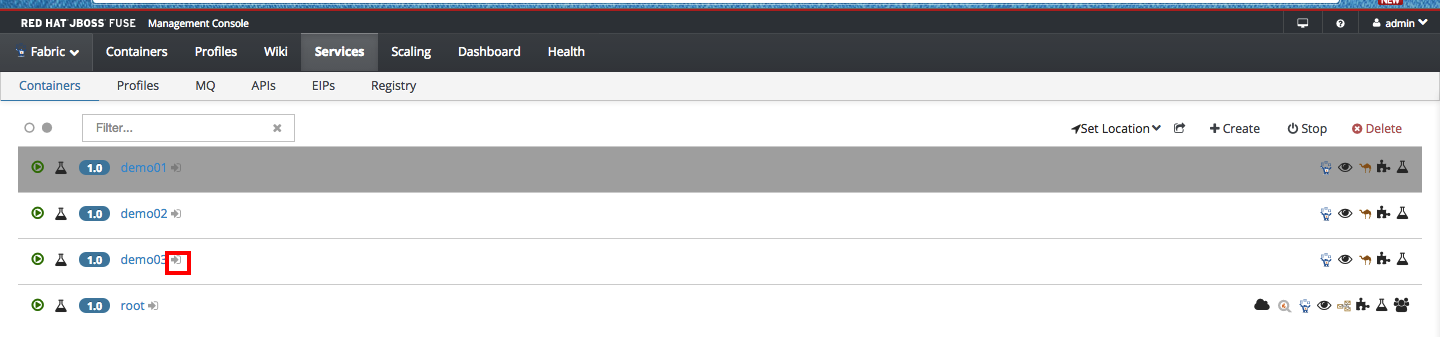 NEW
RED HAT JBOSS FUSE Management Console admin
Fabric Containers Profiles Wiki Services Scaling Dashboard Health
Containers Profiles MQ APIs EIPs Registry
Filter... Set Location Create Stop Delete
1.0 demo01
1.0 demo02
1.0 demo03
1.0 root